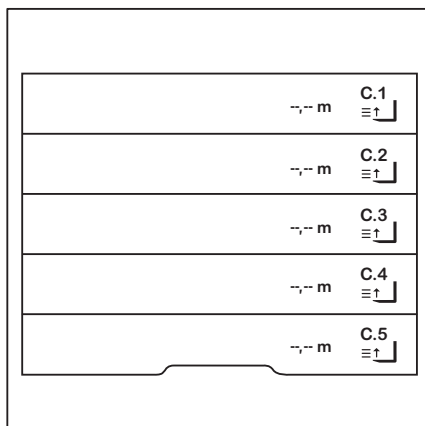 --,-- m C.1
--,-- m C.2
--,-- m C.3
--,-- m C.4
--,-- m C.5